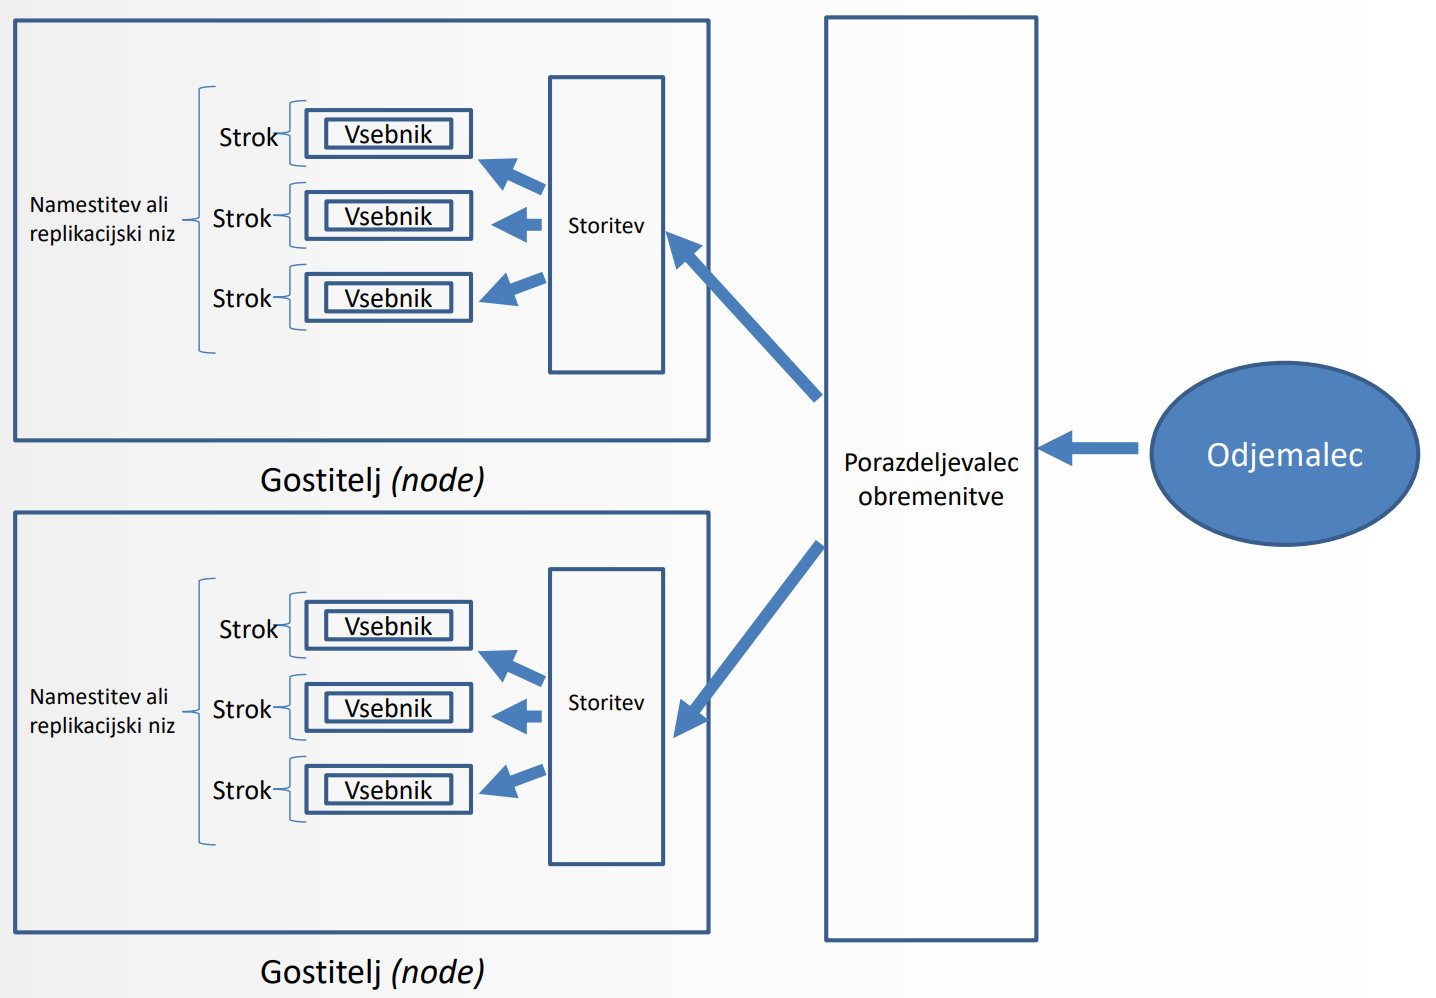 Strok
Vsebnik
Namestitev ali
replikacijski niz
Strok
Vsebnik
Storitev
Strok
Vsebnik
Gostitelj (node)
Porazdeljevalec
obremenitve
Odjemalec
Strok
Vsebnik
Namestitev ali
replikacijski niz
Strok
Vsebnik
Storitev
Strok
Vsebnik
Gostitelj (node)